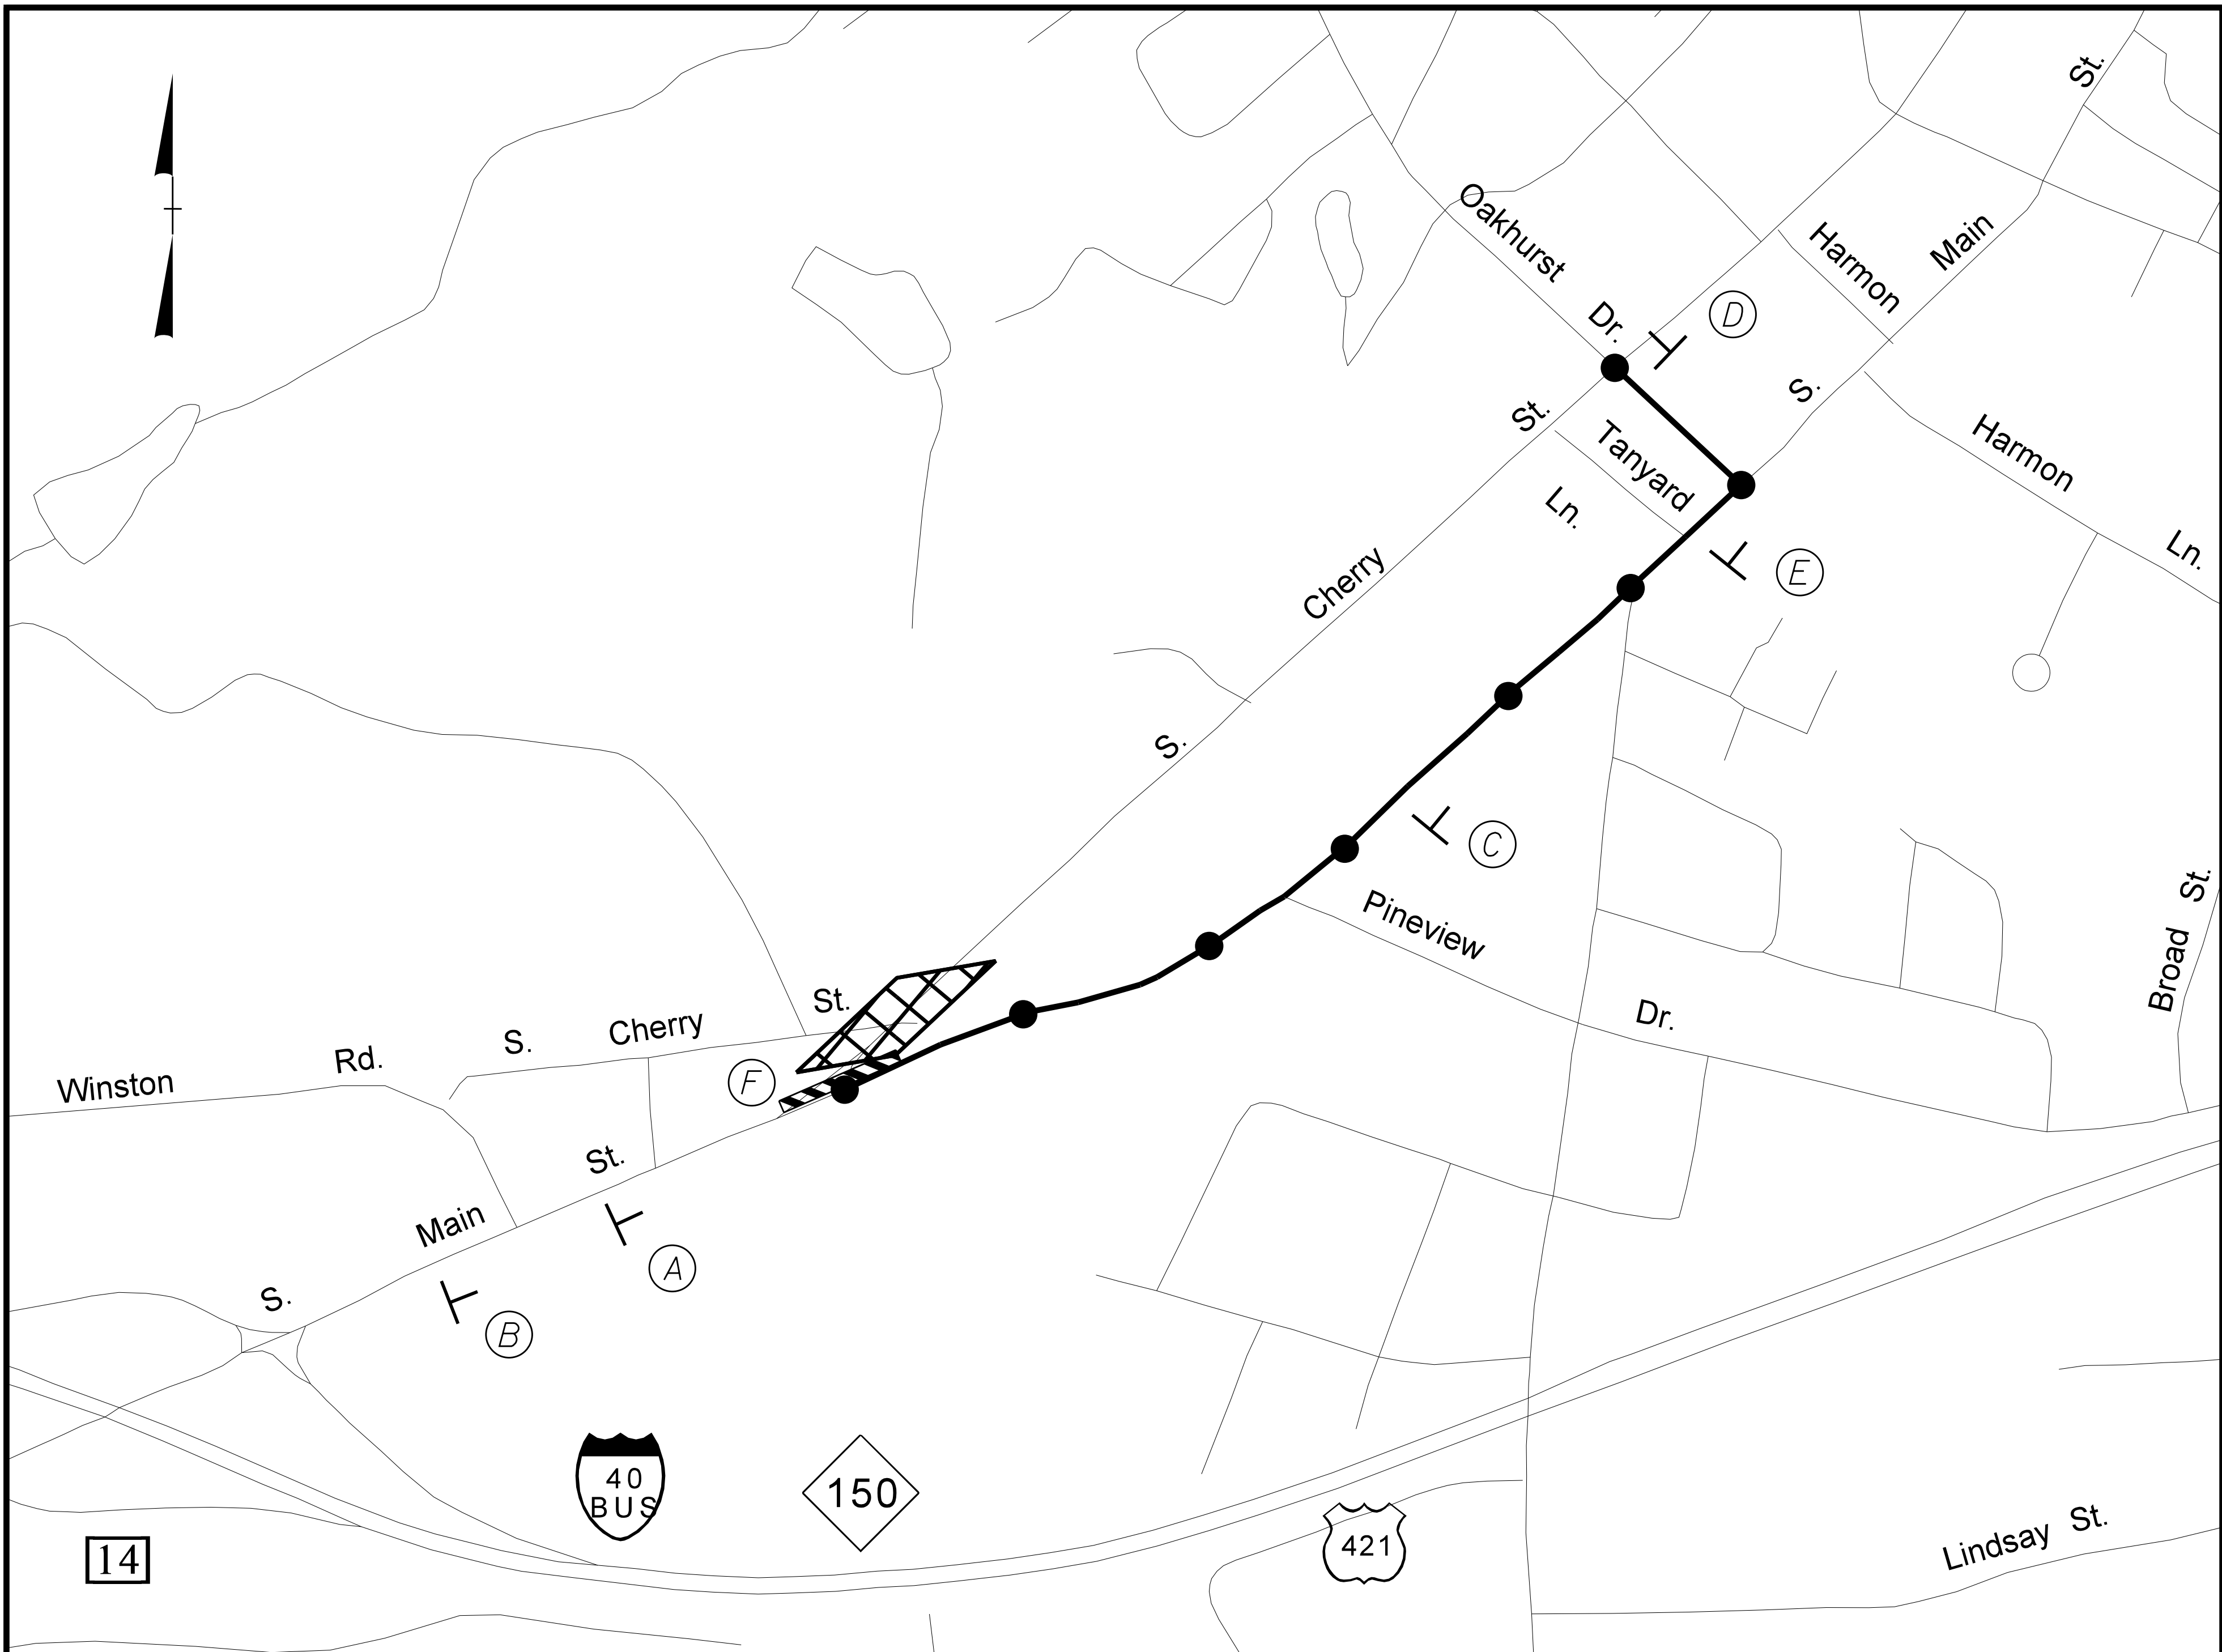 St.
Oakhurst
Dr.
Harmon
Main
D
S.
St.
Tanyard
Ln.
Harmon
Ln.
E
Cherry
S.
C
Pineview
Dr.
Broad
St.
Winston
Rd.
S.
Cherry
St.
F
Main
St.
S.
A
B
40
BUS
150
421
14
Lindsay
St.